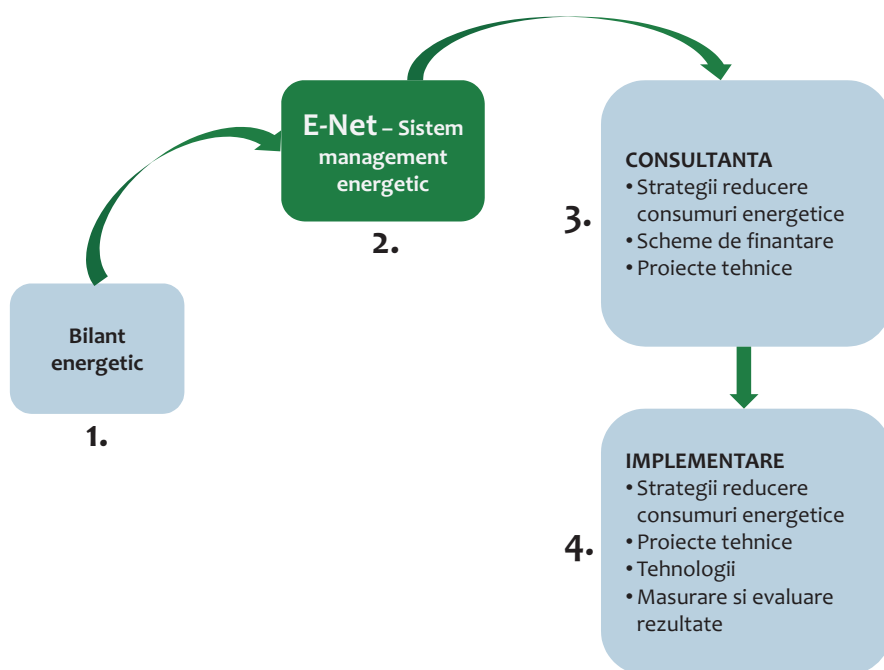 Bilant
energetic
1.
E-Net – Sistem
management
energetic
2.
3.
CONSULTANTA
• Strategii reducere
consumuri energetice
• Scheme de finantare
• Proiecte tehnice
4.
IMPLEMENTARE
• Strategii reducere
consumuri energetice
• Proiecte tehnice
• Tehnologii
• Masurare si evaluare
rezultate